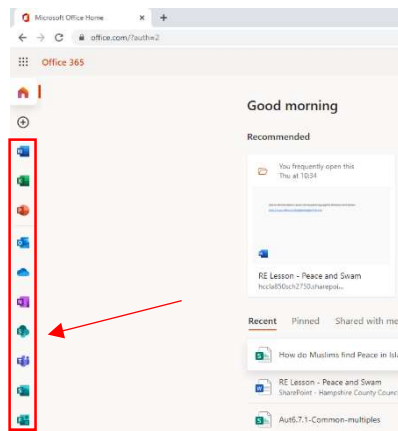 Microsoft Office Home
office.com/?auth=2
Office 365
Good morning
Recommended
You frequently open this
Thu at 10:34
RE Lesson - Peace and Swam
Recent Pinned Shared with me
How do Muslims find Peace in Isl
RE Lesson - Peace and Swam
SharePoint - Hampshire County Counc
Aut6.7.1-Common-multiples